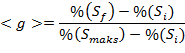 < g >= %(S_f) − %(S_i) / %(S_maks) − %(S_i)